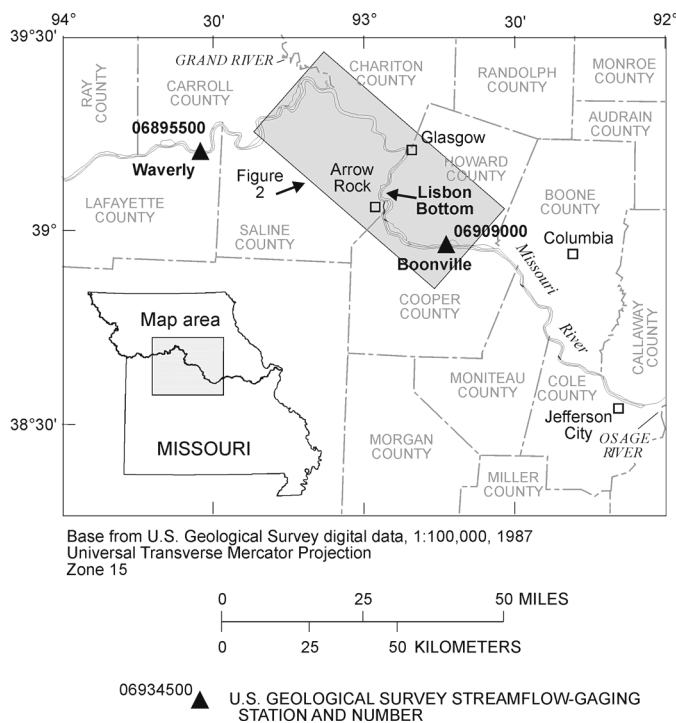 94°
93°
92°
39°30'
39°
38°30'
GRAND RIVER
CHARITON
COUNTY
RANDOLPH
COUNTY
MONROE
COUNTY
RAY
COUNTY
CARROLL
COUNTY
AUDRAIN
COUNTY
06895500
Waverly
Glasgow
HOWARD
COUNTY
Figure
2
Arrow
Rock
Lisbon
Bottom
BOONE
COUNTY
LAFAYETTE
COUNTY
SALINE
COUNTY
06909000
Boonville
Columbia
Missouri
River
COOPER
COUNTY
CALLAWAY
COUNTY
Map area
MISSOURI
MONITEAU
COUNTY
COLE
COUNTY
Jefferson
City
OSAGE
RIVER
MORGAN
COUNTY
MILLER
COUNTY
Base from U.S. Geological Survey digital data, 1:100,000, 1987
Universal Transverse Mercator Projection
Zone 15
0 25 50 MILES
0 25 50 KILOMETERS
06934500
U.S. GEOLOGICAL SURVEY STREAMFLOW-GAGING
STATION AND NUMBER